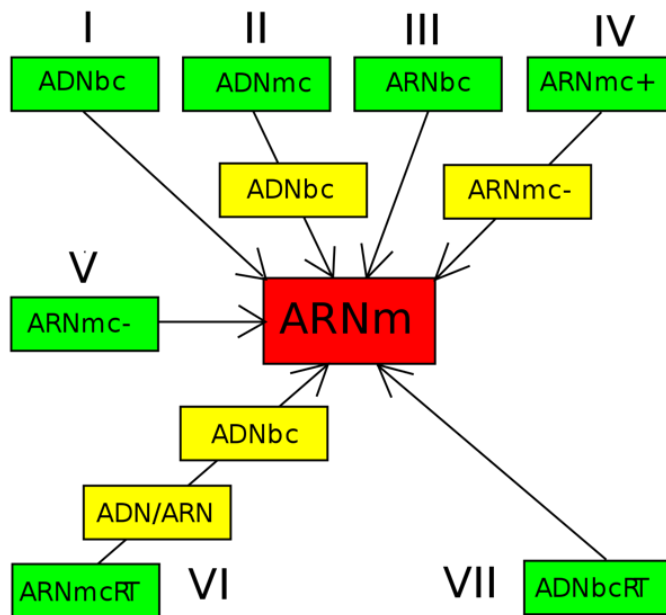 I II III IV
ADNbc ADNmc ARNbc ARNmc+
ADNbc ARNmc-
V
ARNmc- ARNm
ADNbc
ADN/ARN
ARNmcRT VI VII ADNbcRT